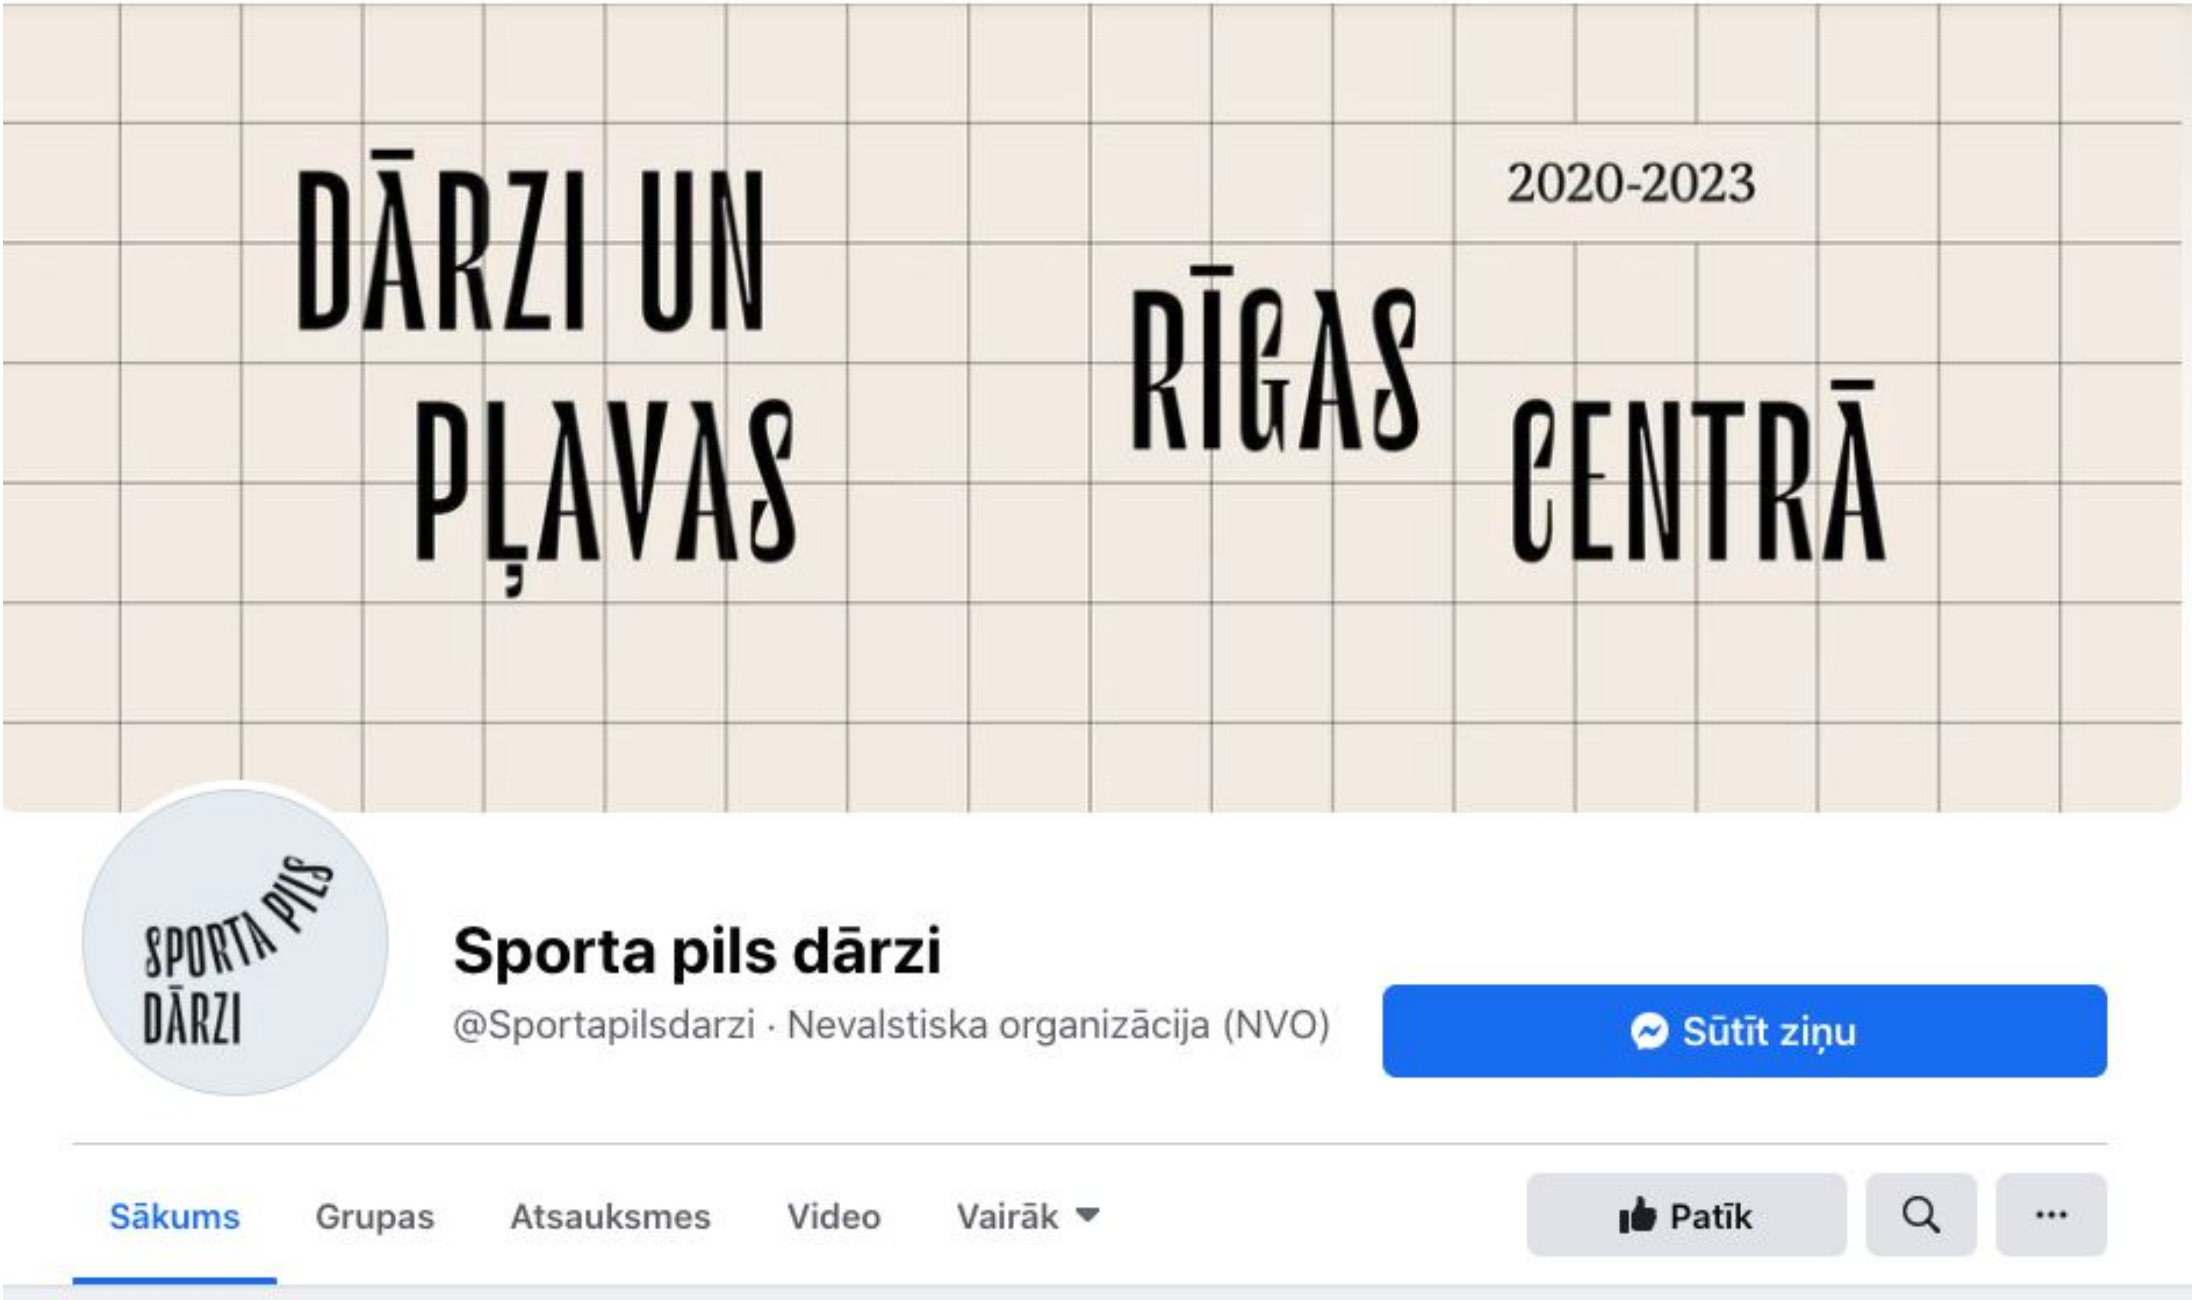 DĀRZI UN
PĻAVAS
2020-2023
RĪGAS
CENTRĀ
SPORTA PILS
DĀRZI
Sporta pils dārzi
@Sportapilsdarzi · Nevalstiska organizācija (NVO)
Sūtīt ziņu
Sākums Grupas Atsauksmes Video Vairāk Patīk